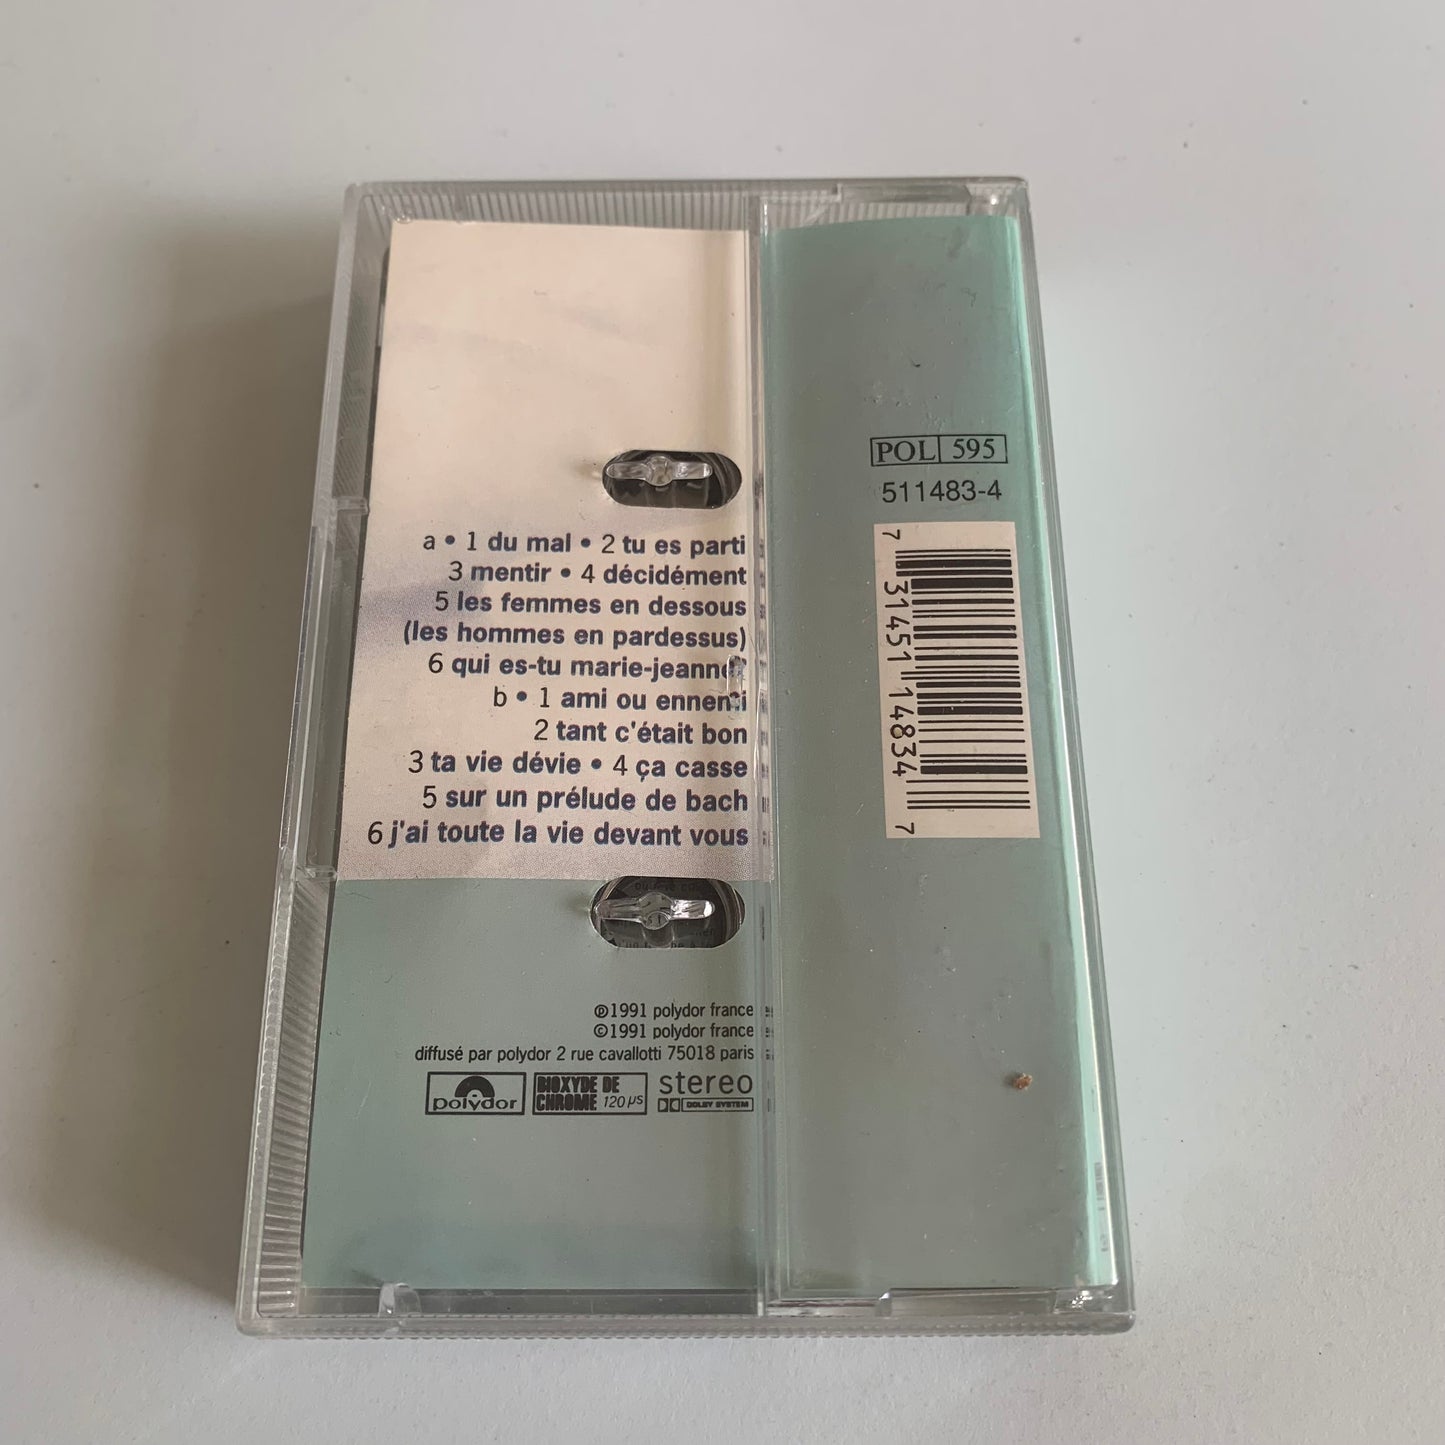 a • 1 du mal • 2 tu es parti
3 mentir • 4 décidément
5 les femmes en dessous
(les hommes en pardessus)
6 qui es-tu marie-jeanne?
b • 1 ami ou ennemi
2 tant c'était bon
3 ta vie dévie • 4 ça casse
5 sur un prélude de bach
6 j'ai toute la vie devant vous
℗1991 polydor france
©1991 polydor france
diffusé par polydor 2 rue cavallotti 75018 paris
polydor
BIOXYDE DE
CHROME 120 µs
stereo
DOLBY SYSTEM
POL 595
511483-4
7 31451 14834 7